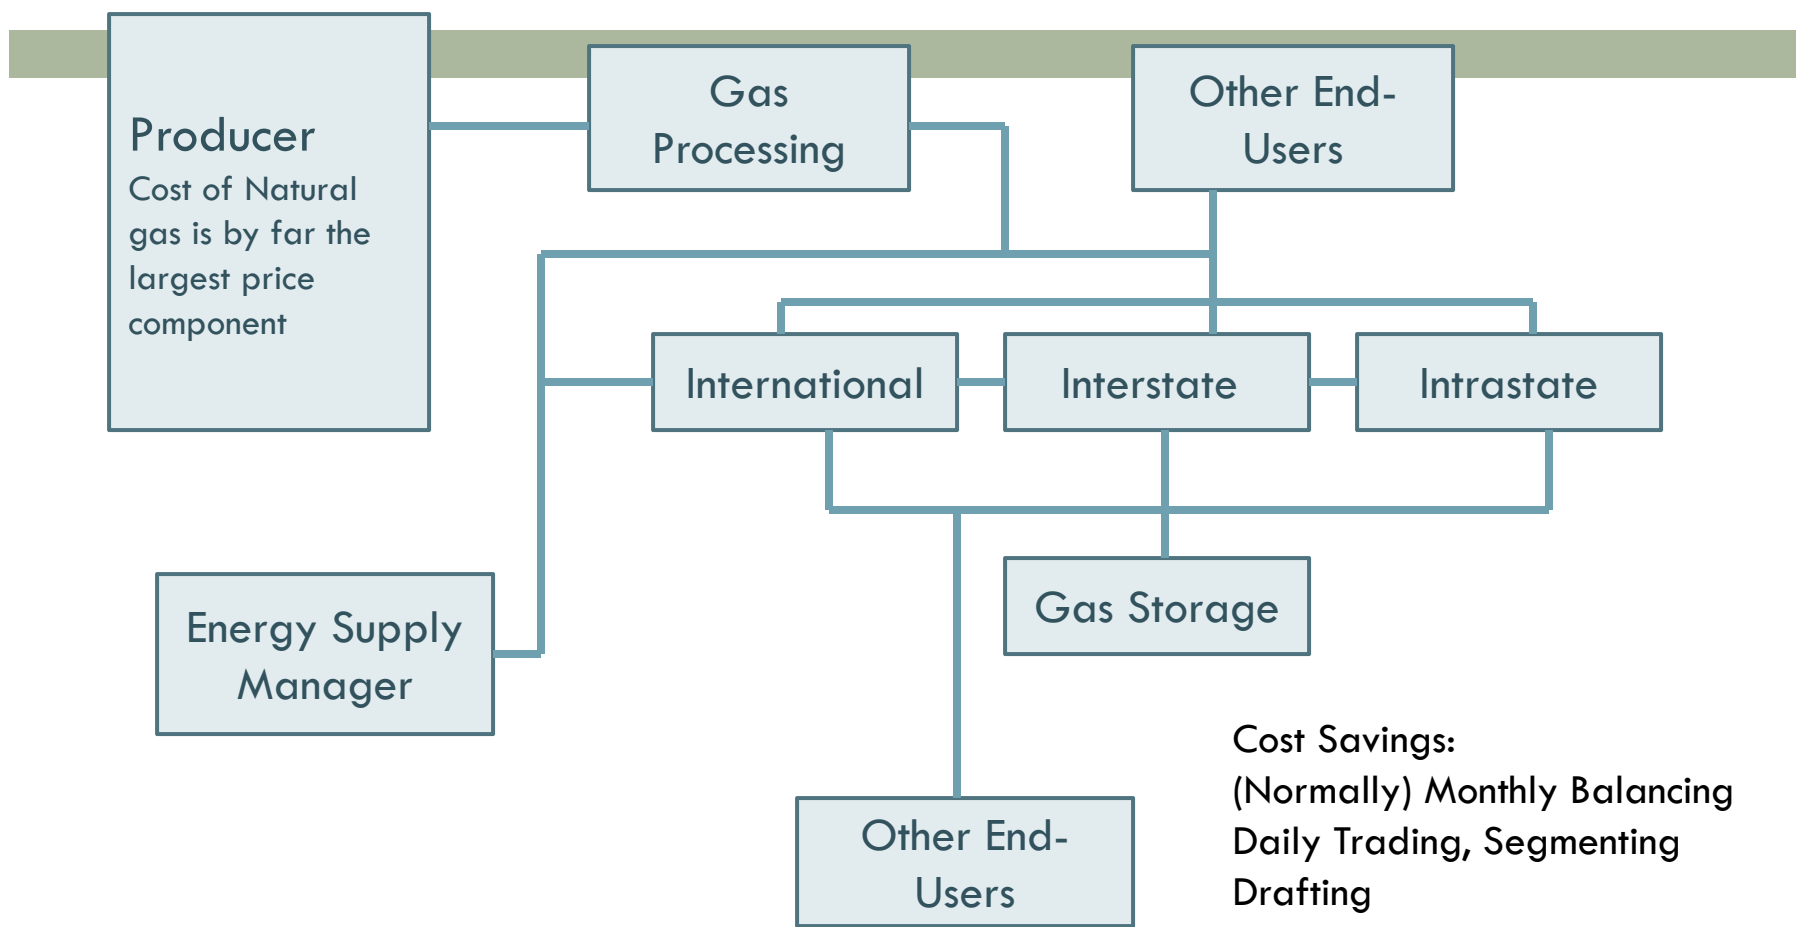 Producer
Cost of Natural
gas is by far the
largest price
component
Gas
Processing
Other End-
Users
International
Interstate
Intrastate
Energy Supply
Manager
Gas Storage
Other End-
Users
Cost Savings:
(Normally) Monthly Balancing
Daily Trading, Segmenting
Drafting